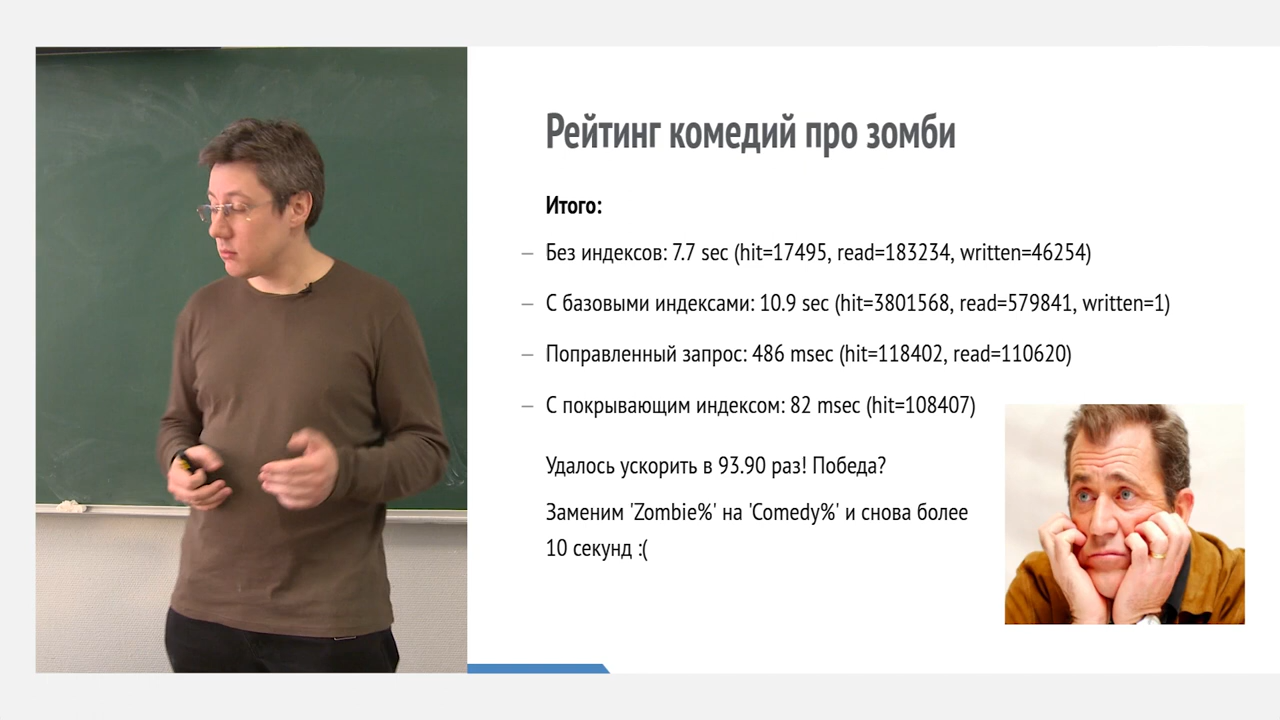 Рейтинг комедий про зомби
Итого:
– Без индексов: 7.7 sec (hit=17495, read=183234, written=46254)
– С базовыми индексами: 10.9 sec (hit=3801568, read=579841, written=1)
– Поправленный запрос: 486 msec (hit=118402, read=110620)
– С покрывающим индексом: 82 msec (hit=108407)
Удалось ускорить в 93.90 раз! Победа?
Заменим 'Zombie%' на 'Comedy%' и снова более
10 секунд :(